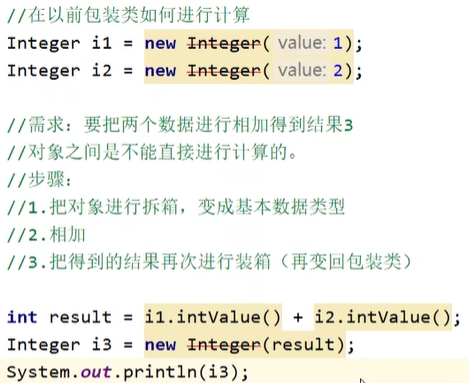 //在以前包装类如何进行计算
Integer i1 = new Integer( value: 1);
Integer i2 = new Integer( value: 2);
//需求：要把两个数据进行相加得到结果3
//对象之间是不能直接进行计算的。
//步骤：
//1.把对象进行拆箱，变成基本数据类型
//2.相加
//3.把得到的结果再次进行装箱（再变回包装类）
int result = i1.intValue() + i2.intValue();
Integer i3 = new Integer(result);
System.out.println(i3);